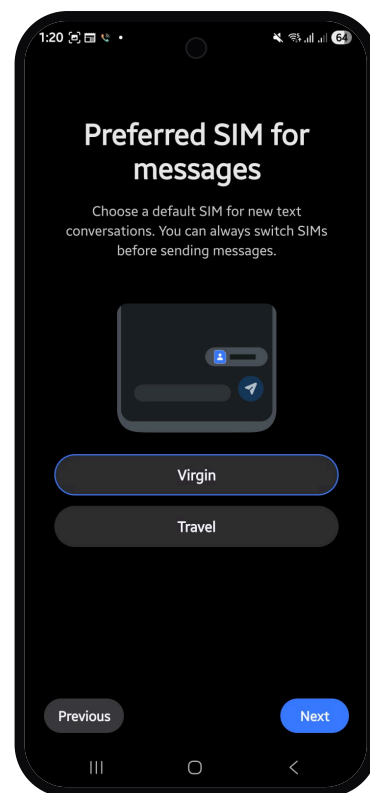 1:20
64
Preferred SIM for
messages
Choose a default SIM for new text
conversations. You can always switch SIMs
before sending messages.
Virgin
Travel
Previous
Next